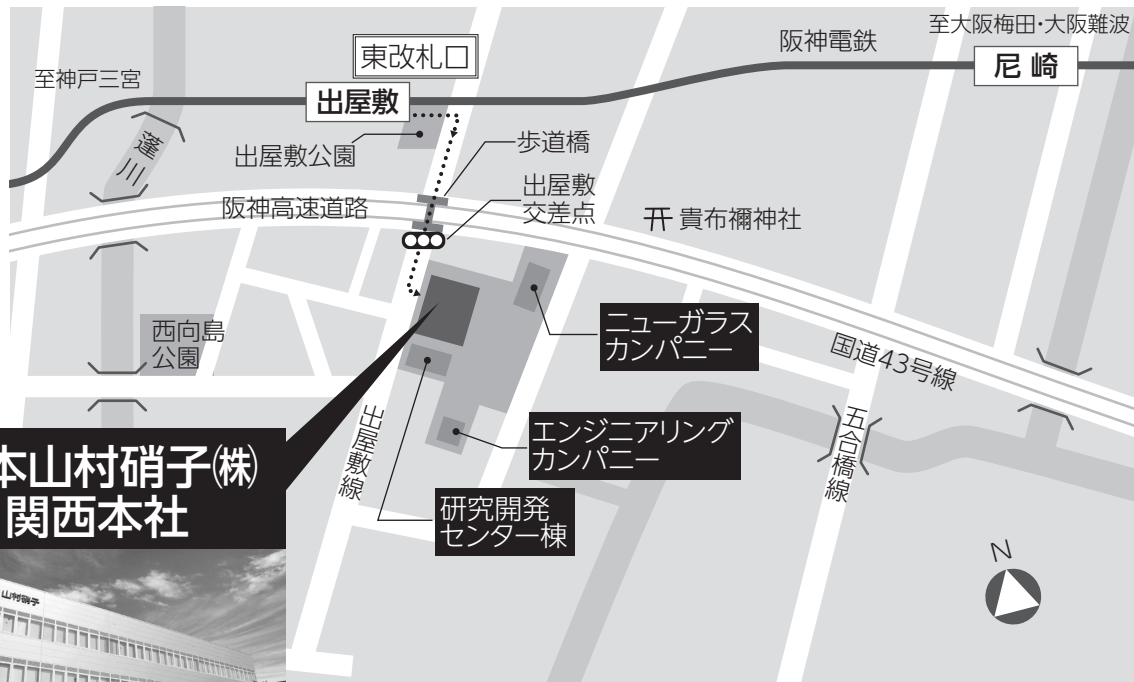 至大阪梅田・大阪難波
阪神電鉄
尼崎
東改札口
至神戸三宮
出屋敷
蓬川
出屋敷公園
歩道橋
出屋敷
交差点
阪神高速道路
貴布禰神社
西向島
公園
ニューガラス
カンパニー
国道43号線
出屋敷線
五合橋線
エンジニアリング
カンパニー
本山村硝子㈱
関西本社
研究開発
センター棟
山村硝子
N